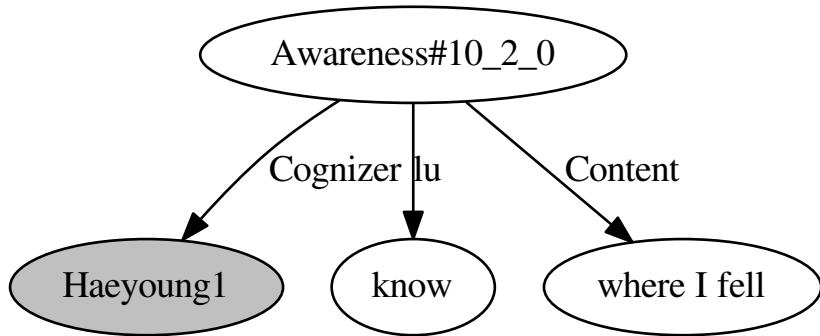 Awareness#10_2_0
Cognizer lu Content
Haeyoung1 know where I fell